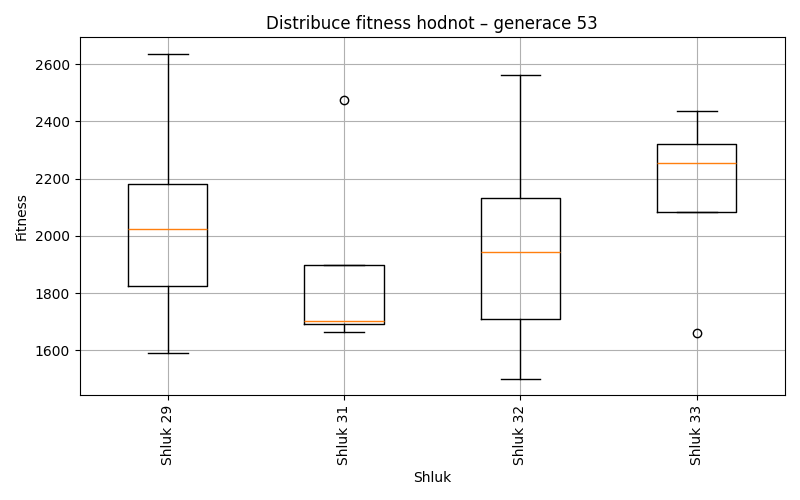 Distribuce fitness hodnot – generace 53
Fitness
2600
2400
2200
2000
1800
1600
Shluk 29
Shluk 31
Shluk 32
Shluk 33
Shluk